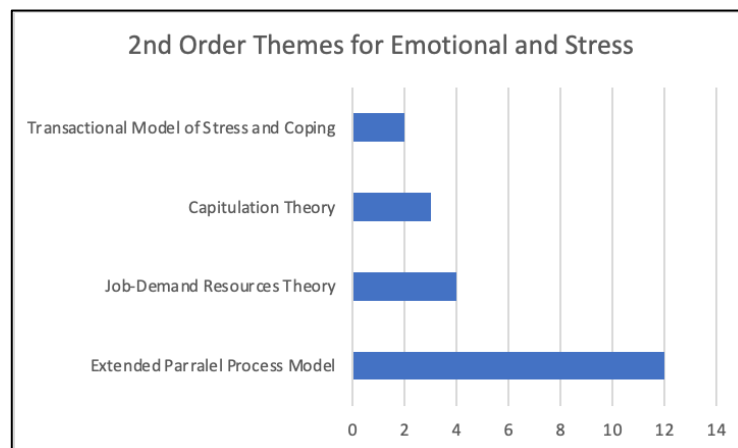 2nd Order Themes for Emotional and Stress
Transactional Model of Stress and Coping
Capitulation Theory
Job-Demand Resources Theory
Extended Parralel Process Model
0 2 4 6 8 10 12 14